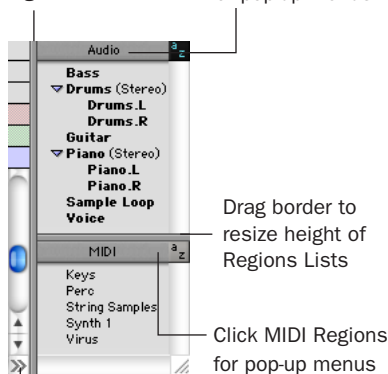 Audio
a z
Bass
Drums (Stereo)
Drums.L
Drums.R
Guitar
Piano (Stereo)
Piano.L
Piano.R
Sample Loop
Voice
Drag border to
resize height of
Regions Lists
MIDI
a z
Keys
Perc
String Samples
Synth 1
Virus
Click MIDI Regions
for pop-up menus